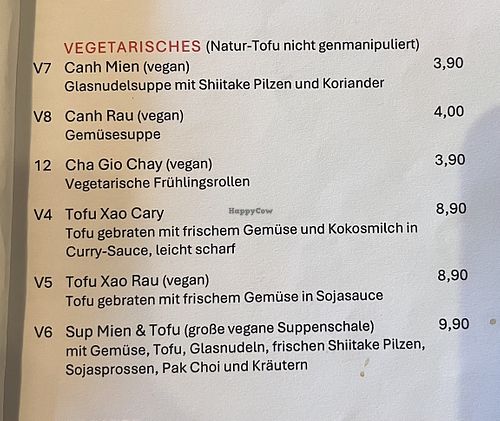 VEGETARISCHES (Natur-Tofu nicht genmanipuliert)
V7 Canh Mien (vegan) 3,90
Glasnudelsuppe mit Shiitake Pilzen und Koriander
V8 Canh Rau (vegan) 4,00
Gemüsesuppe
12 Cha Gio Chay (vegan) 3,90
Vegetarische Frühlingsrollen
V4 Tofu Xao Cary 8,90
Tofu gebraten mit frischem Gemüse und Kokosmilch in
Curry-Sauce, leicht scharf
V5 Tofu Xao Rau (vegan) 8,90
Tofu gebraten mit frischem Gemüse in Sojasauce
V6 Sup Mien & Tofu (große vegane Suppenschale) 9,90
mit Gemüse, Tofu, Glasnudeln, frischen Shiitake Pilzen,
Sojasprossen, Pak Choi und Kräutern
HappyCow